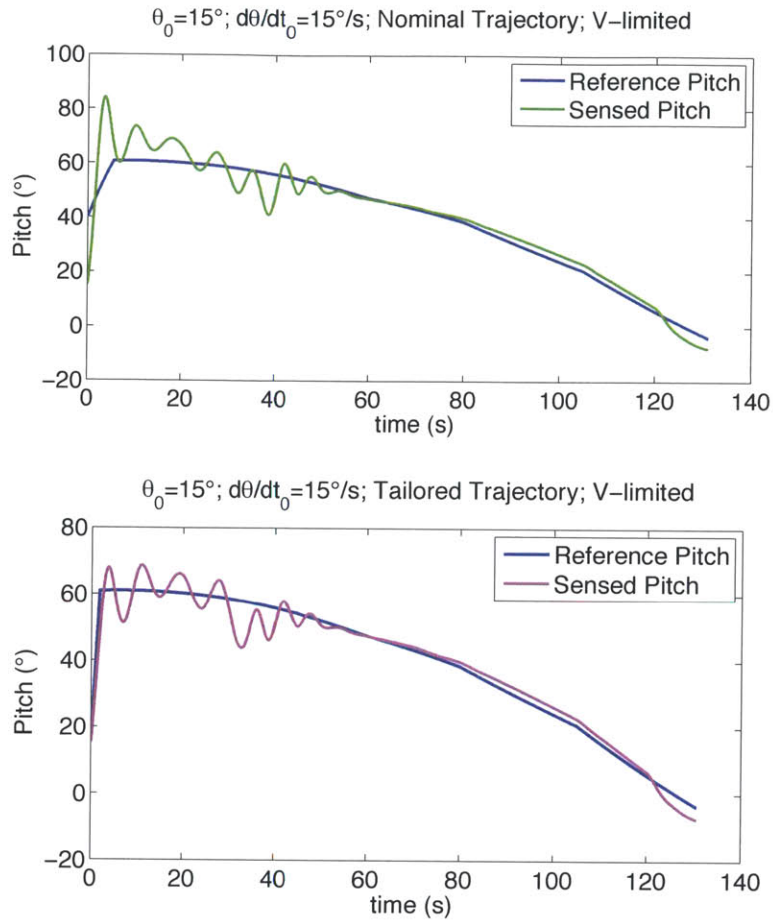 θ₀=15°; dθ/dt₀=15°/s; Nominal Trajectory; V−limited
100
80
60
40
20
0
−20
Pitch (°)
Reference Pitch
Sensed Pitch
0 20 40 60 80 100 120 140
time (s)
θ₀=15°; dθ/dt₀=15°/s; Tailored Trajectory; V−limited
80
60
40
20
0
−20
Pitch (°)
Reference Pitch
Sensed Pitch
0 20 40 60 80 100 120 140
time (s)